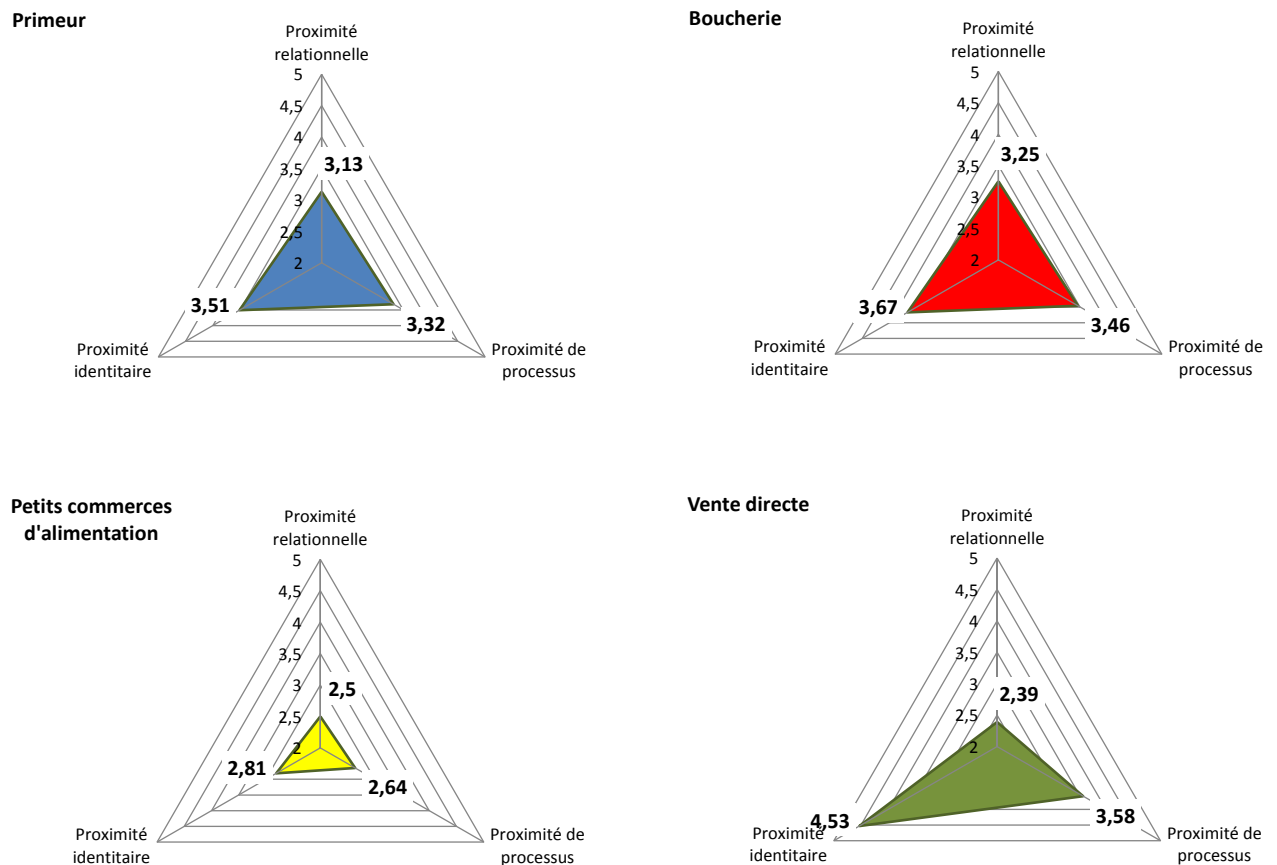 Primeur
Proximité
relationnelle
5
4,5
4
3,5
3
2,5
2
3,13
3,51
3,32
Proximité
identitaire
Proximité de
processus
Boucherie
Proximité
relationnelle
5
4,5
4
3,5
3
2,5
2
3,25
3,67
3,46
Proximité
identitaire
Proximité de
processus
Petits commerces
d'alimentation
Proximité
relationnelle
5
4,5
4
3,5
3
2,5
2
2,5
2,81
2,64
Proximité
identitaire
Proximité de
processus
Vente directe
Proximité
relationnelle
5
4,5
4
3,5
3
2,5
2
2,39
4,53
3,58
Proximité
identitaire
Proximité de
processus